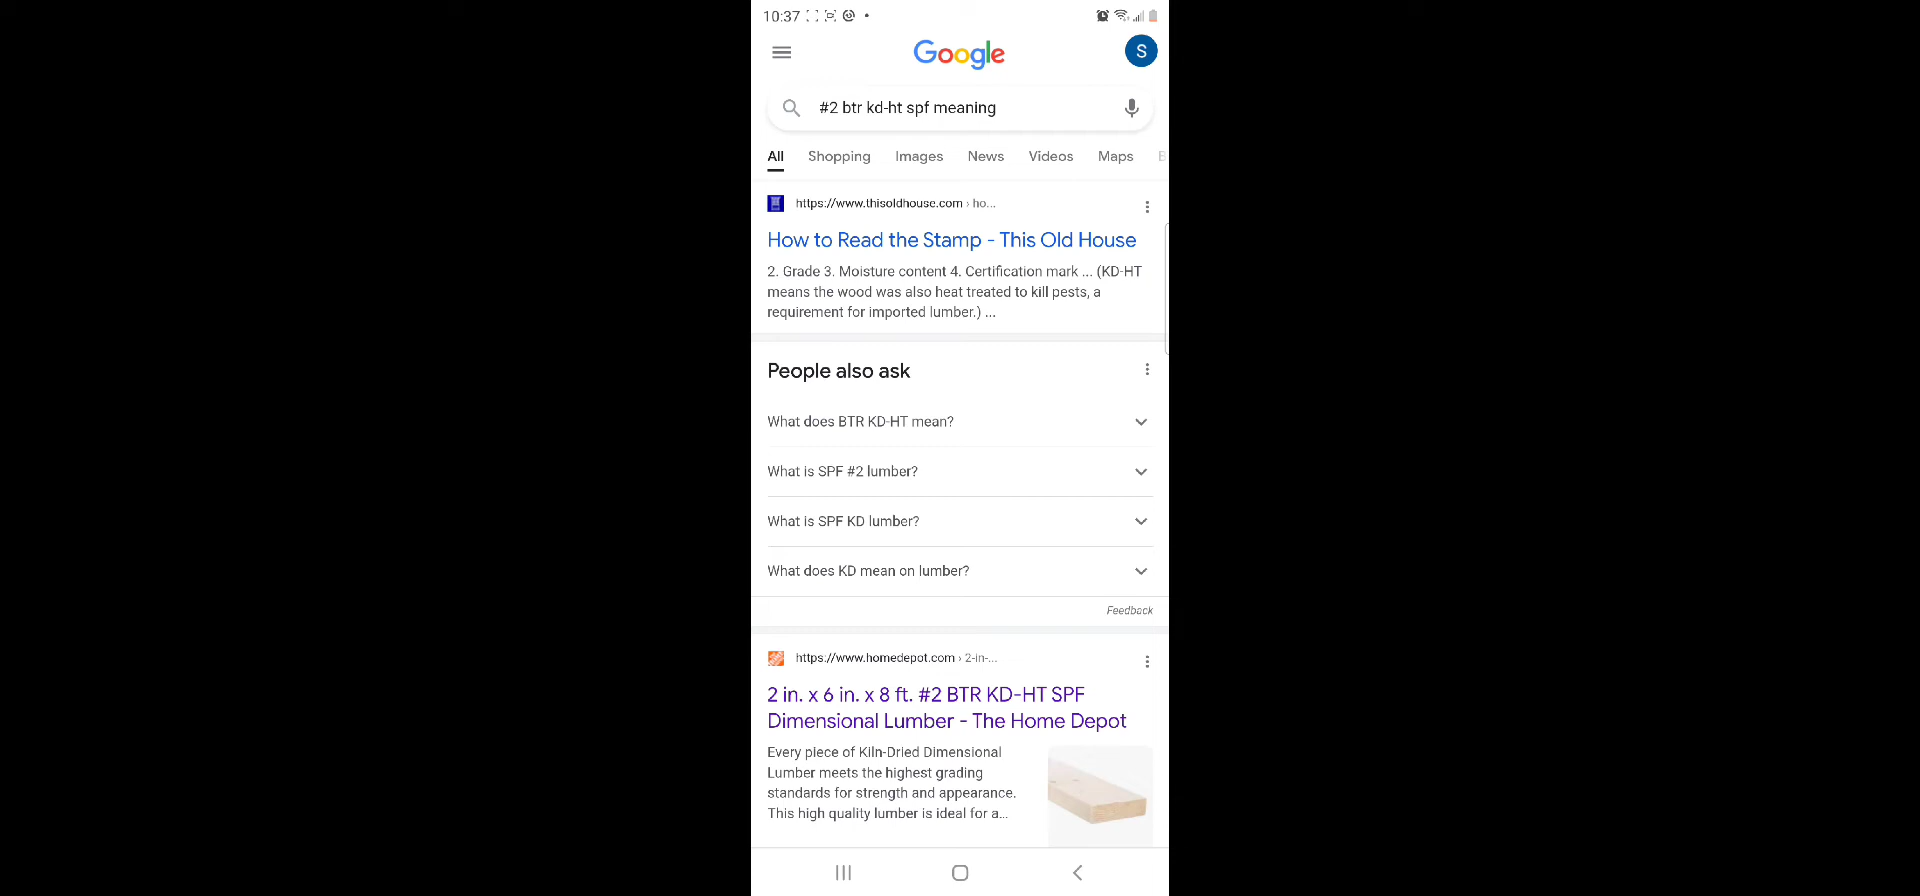 10:37
Google
S
#2 btr kd-ht spf meaning
All Shopping Images News Videos Maps B
https://www.thisoldhouse.com › ho...
How to Read the Stamp - This Old House
2. Grade 3. Moisture content 4. Certification mark ... (KD-HT
means the wood was also heat treated to kill pests, a
requirement for imported lumber.) ...
People also ask
What does BTR KD-HT mean?
What is SPF #2 lumber?
What is SPF KD lumber?
What does KD mean on lumber?
Feedback
https://www.homedepot.com › 2-in-...
2 in. x 6 in. x 8 ft. #2 BTR KD-HT SPF
Dimensional Lumber - The Home Depot
Every piece of Kiln-Dried Dimensional
Lumber meets the highest grading
standards for strength and appearance.
This high quality lumber is ideal for a...